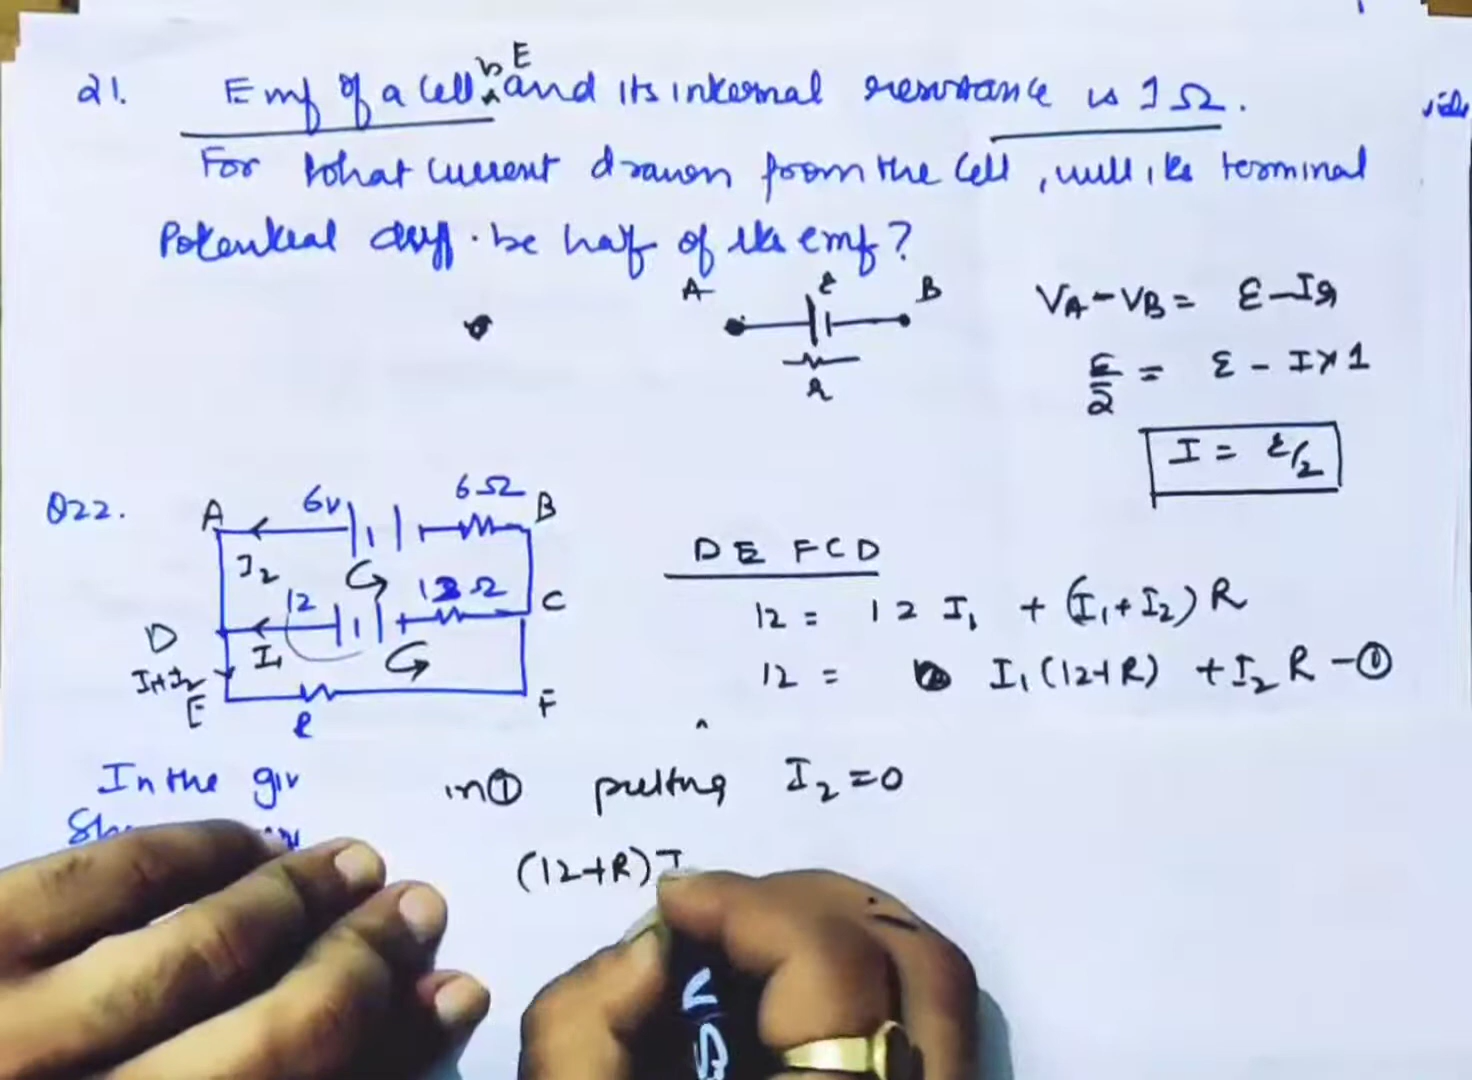 21. Emf of a cell is E and its internal resistance is 1Ω.
For what current drawn from the cell, will its terminal
Potential diff. be half of its emf?
A ε B
r
VA - VB = ε - Ir
E/2 = ε - I × 1
I = ε/2
Q22.
A 6V 6Ω B
I2
12 12Ω C
D I1
I1+I2
E R F
DEFCD
12 = 12 I1 + (I1 + I2) R
12 = I1 (12+R) + I2 R - ①
In the giv
in ① putting I2 = 0
(12+R) I